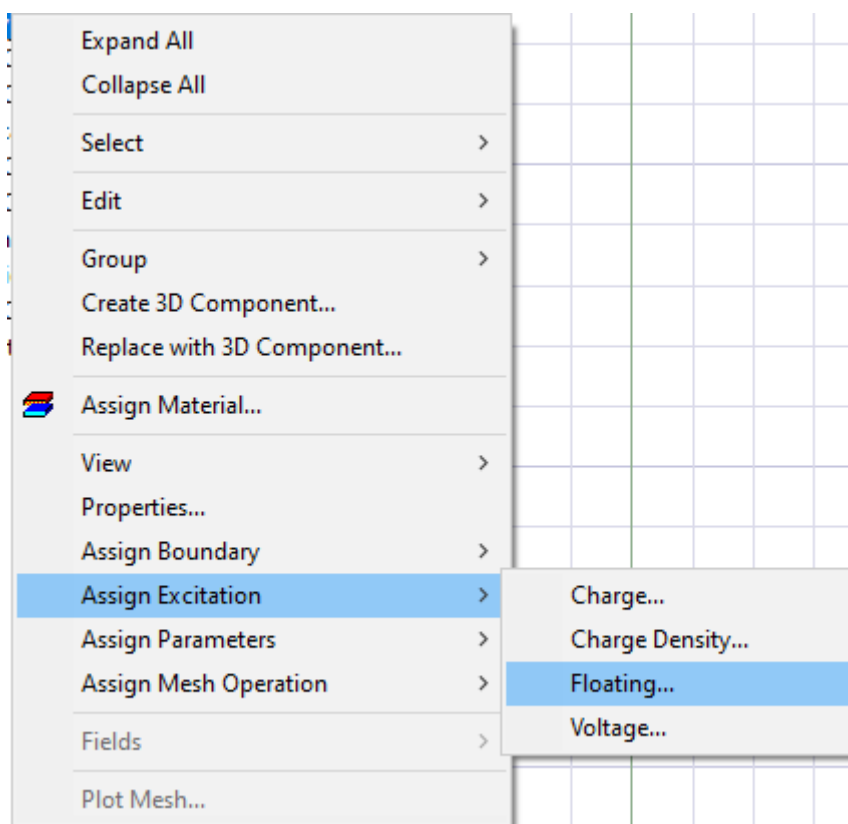 Expand All
Collapse All
Select
Edit
Group
Create 3D Component...
Replace with 3D Component...
Assign Material...
View
Properties...
Assign Boundary
Assign Excitation
Assign Parameters
Assign Mesh Operation
Fields
Plot Mesh...
Charge...
Charge Density...
Floating...
Voltage...